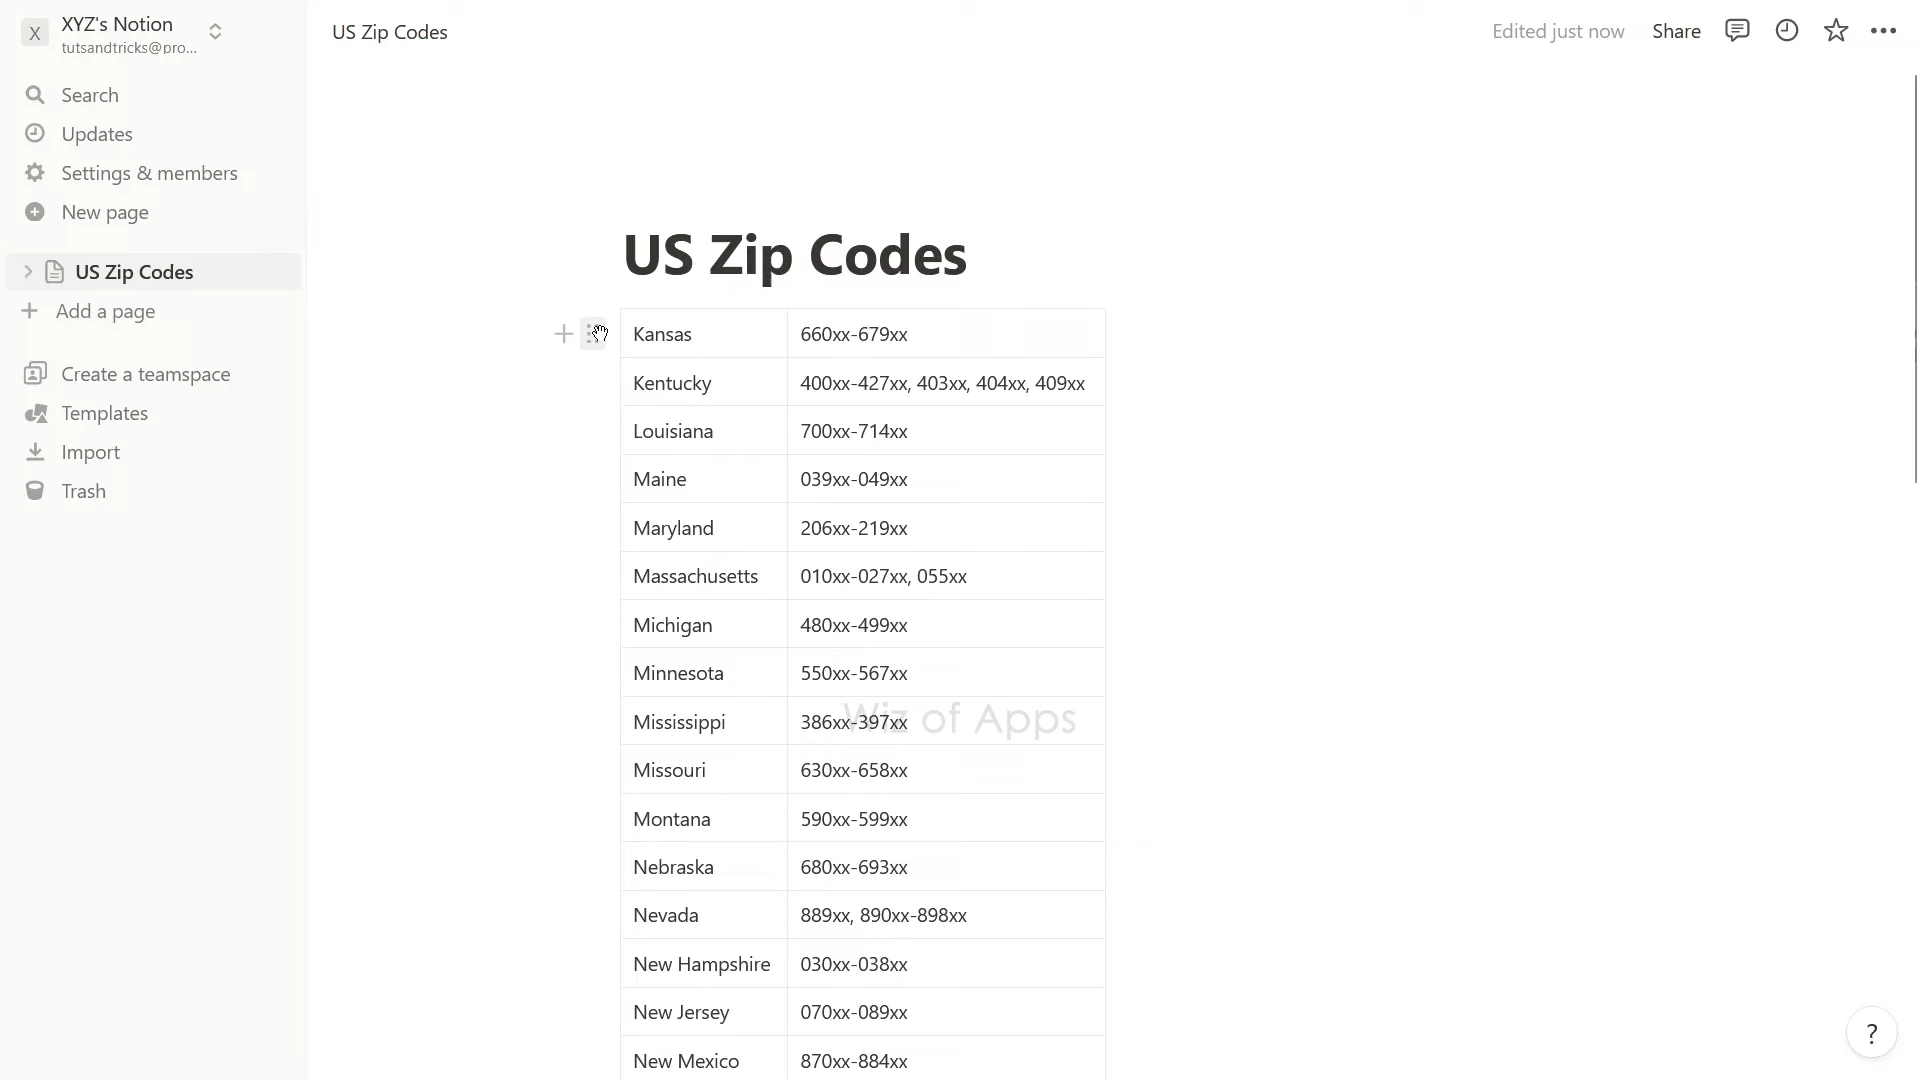 X XYZ's Notion
tutsandtricks@pro...
US Zip Codes
Edited just now Share
Search
Updates
Settings & members
New page
US Zip Codes
Add a page
Create a teamspace
Templates
Import
Trash
US Zip Codes
Kansas 660xx-679xx
Kentucky 400xx-427xx, 403xx, 404xx, 409xx
Louisiana 700xx-714xx
Maine 039xx-049xx
Maryland 206xx-219xx
Massachusetts 010xx-027xx, 055xx
Michigan 480xx-499xx
Minnesota 550xx-567xx
Mississippi 386xx-397xx
Wiz of Apps
Missouri 630xx-658xx
Montana 590xx-599xx
Nebraska 680xx-693xx
Nevada 889xx, 890xx-898xx
New Hampshire 030xx-038xx
New Jersey 070xx-089xx
New Mexico 870xx-884xx
?